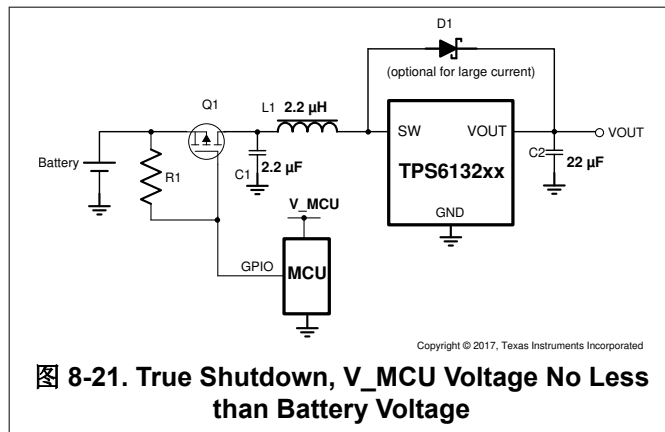 D1
(optional for large current)
Q1
L1 2.2 µH
SW VOUT
VOUT
Battery
R1
2.2 µF
C1
TPS6132xx
C2
22 µF
GND
V_MCU
GPIO
MCU
Copyright © 2017, Texas Instruments Incorporated
图 8-21. True Shutdown, V_MCU Voltage No Less
than Battery Voltage